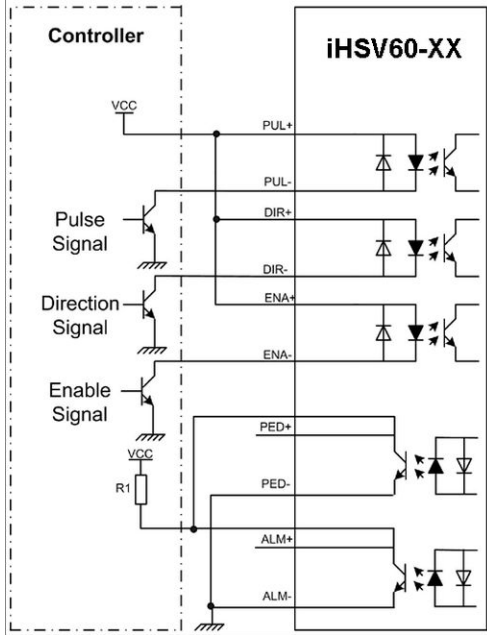 Controller
iHSV60-XX
VCC
PUL+
PUL-
Pulse
Signal
DIR+
DIR-
Direction
Signal
ENA+
ENA-
Enable
Signal
PED+
VCC
R1
PED-
ALM+
ALM-